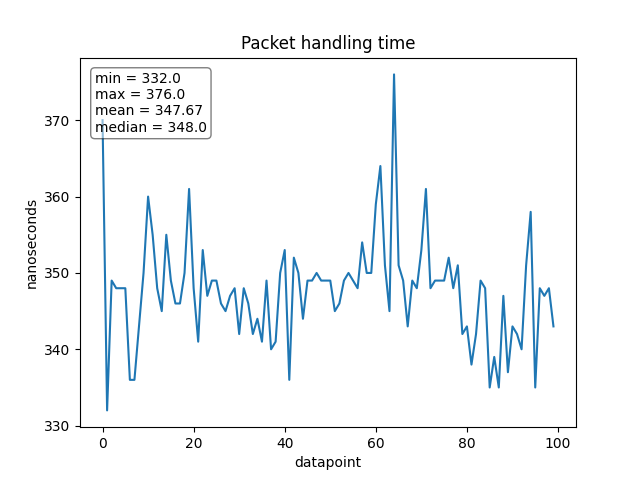 Packet handling time
min = 332.0
max = 376.0
mean = 347.67
median = 348.0
370
360
350
340
330
nanoseconds
0 20 40 60 80 100
datapoint